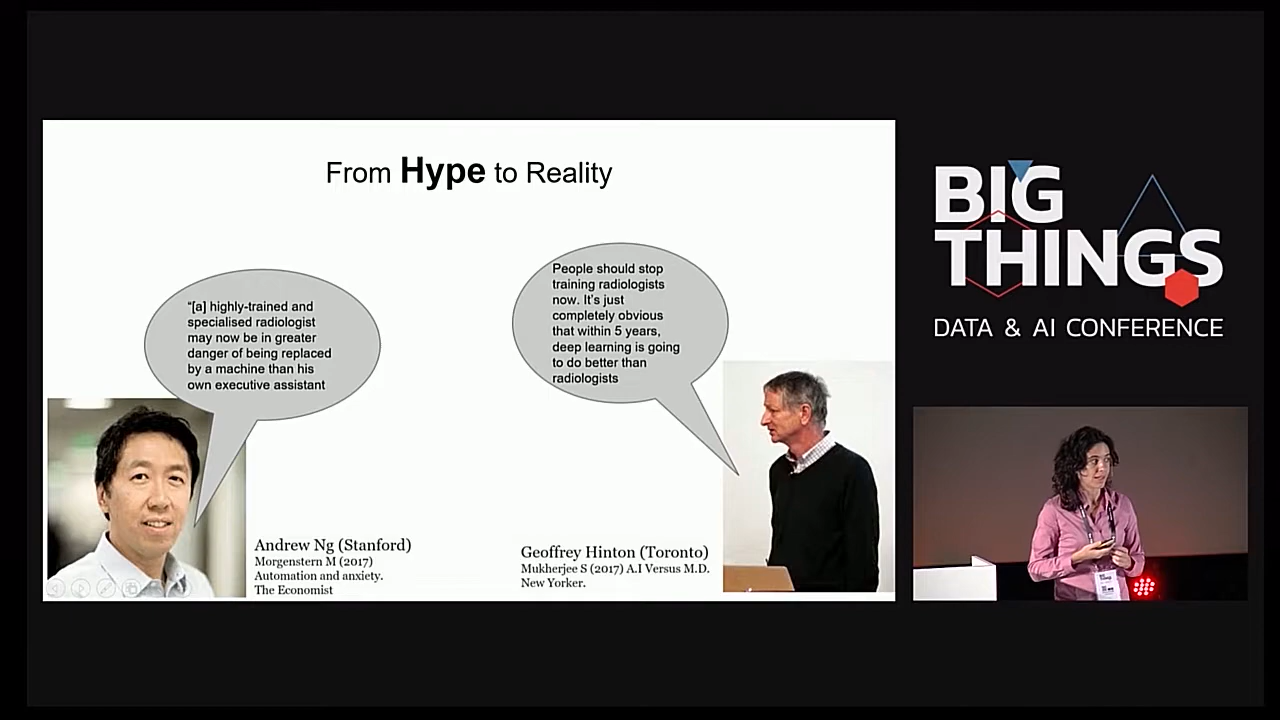 From Hype to Reality
"[a] highly-trained and
specialised radiologist
may now be in greater
danger of being replaced
by a machine than his
own executive assistant
People should stop
training radiologists
now. It's just
completely obvious
that within 5 years,
deep learning is going
to do better than
radiologists
Andrew Ng (Stanford)
Morgenstern M (2017)
Automation and anxiety.
The Economist
Geoffrey Hinton (Toronto)
Mukherjee S (2017) A.I Versus M.D.
New Yorker.
BIG
THINGS
DATA & AI CONFERENCE